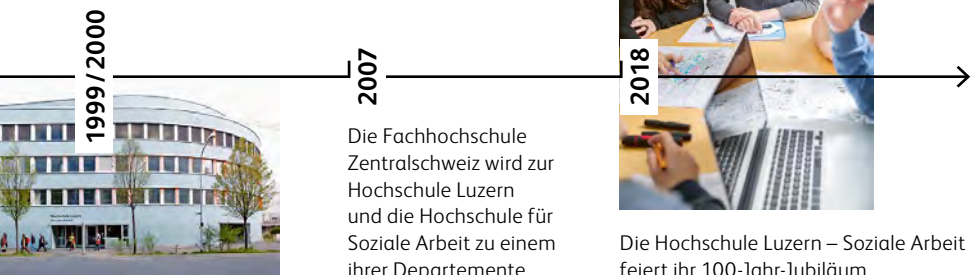 1999/2000
2007
Die Fachhochschule
Zentralschweiz wird zur
Hochschule Luzern
und die Hochschule für
Soziale Arbeit zu einem
ihrer Departemente
2018
Die Hochschule Luzern – Soziale Arbeit
feiert ihr 100-Jahr-Jubiläum